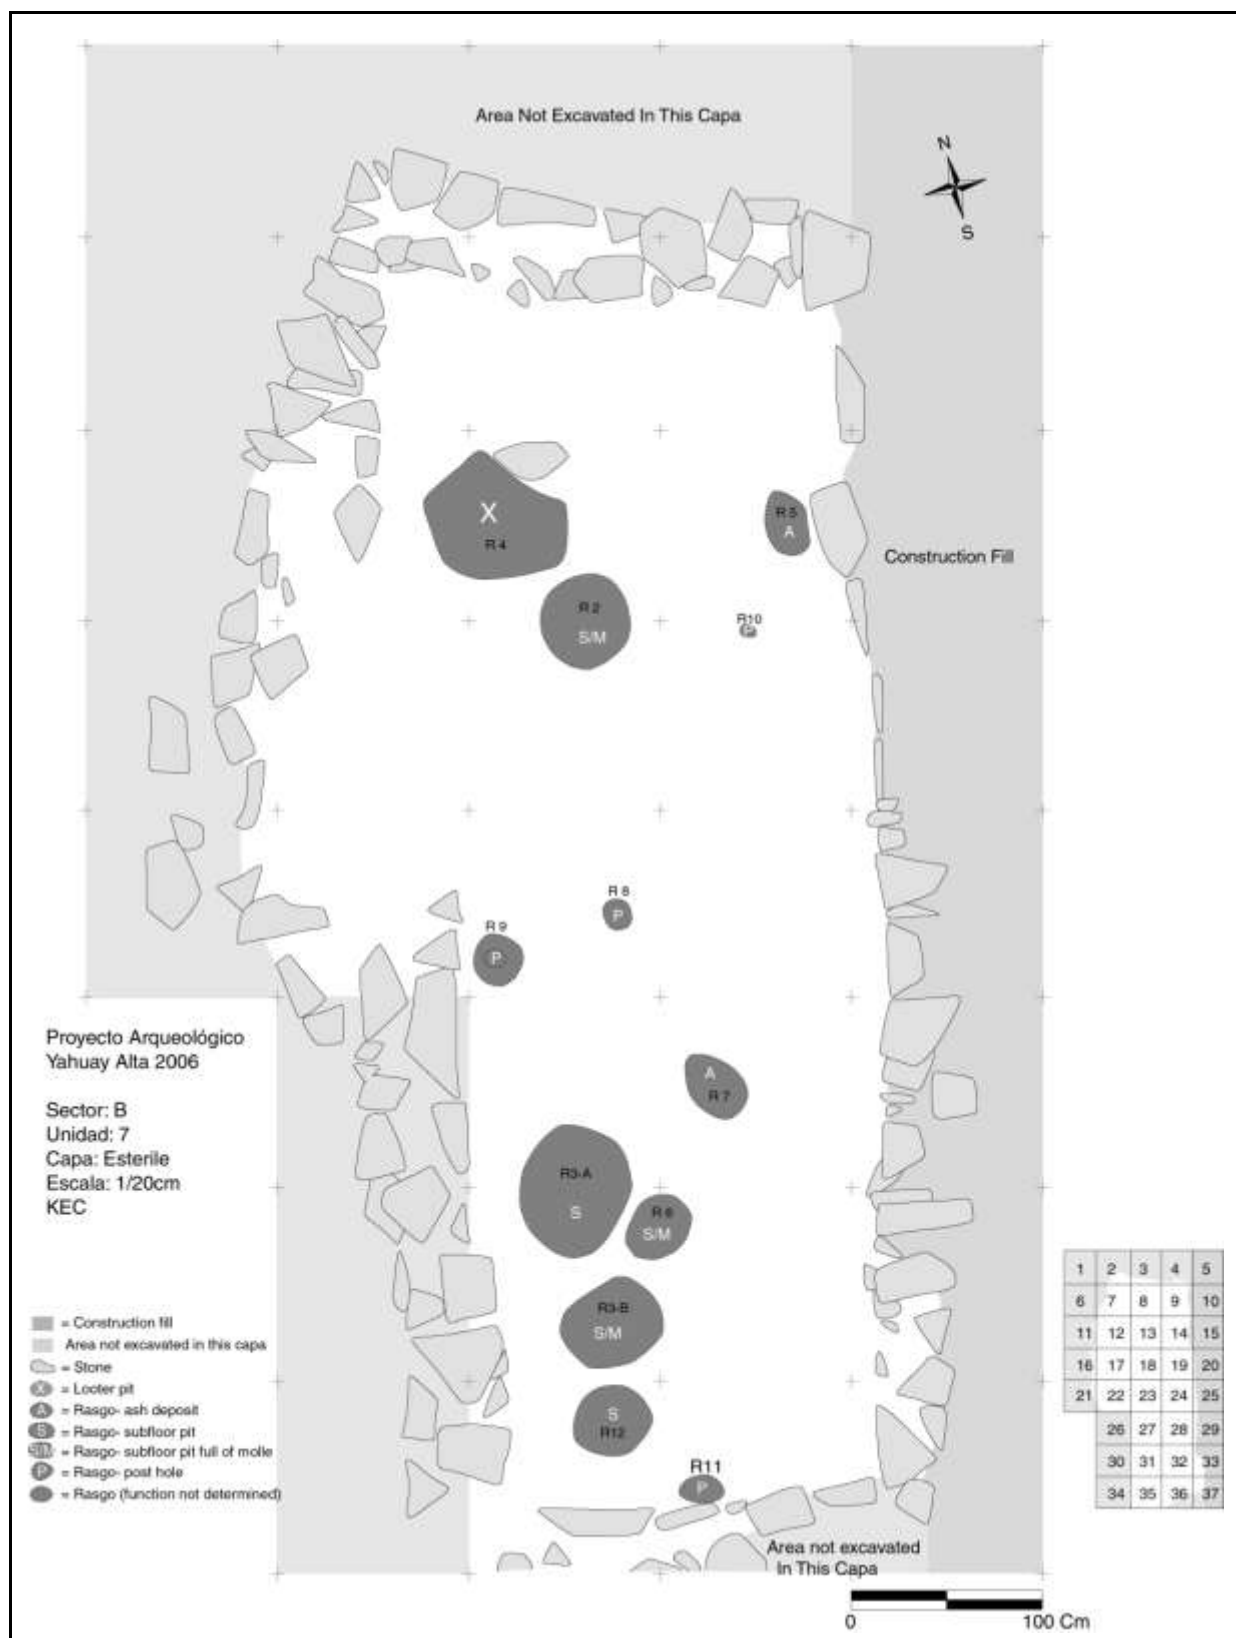 Area Not Excavated In This Capa
N
S
X
R 4
R 5
A
Construction Fill
R 2
S/M
R10
P
R 8
P
R 9
P
Proyecto Arqueológico
Yahuay Alta 2006
Sector: B
Unidad: 7
Capa: Esterile
Escala: 1/20cm
KEC
A
R 7
R3-A
S
R 6
S/M
R3-B
S/M
S
R12
R11
P
= Construction fill
Area not excavated in this capa
= Stone
X = Looter pit
A = Rasgo- ash deposit
S = Rasgo- subfloor pit
S/M = Rasgo- subfloor pit full of molle
P = Rasgo- post hole
= Rasgo (function not determined)
1 2 3 4 5
6 7 8 9 10
11 12 13 14 15
16 17 18 19 20
21 22 23 24 25
26 27 28 29
30 31 32 33
34 35 36 37
Area not excavated
In This Capa
0 100 Cm